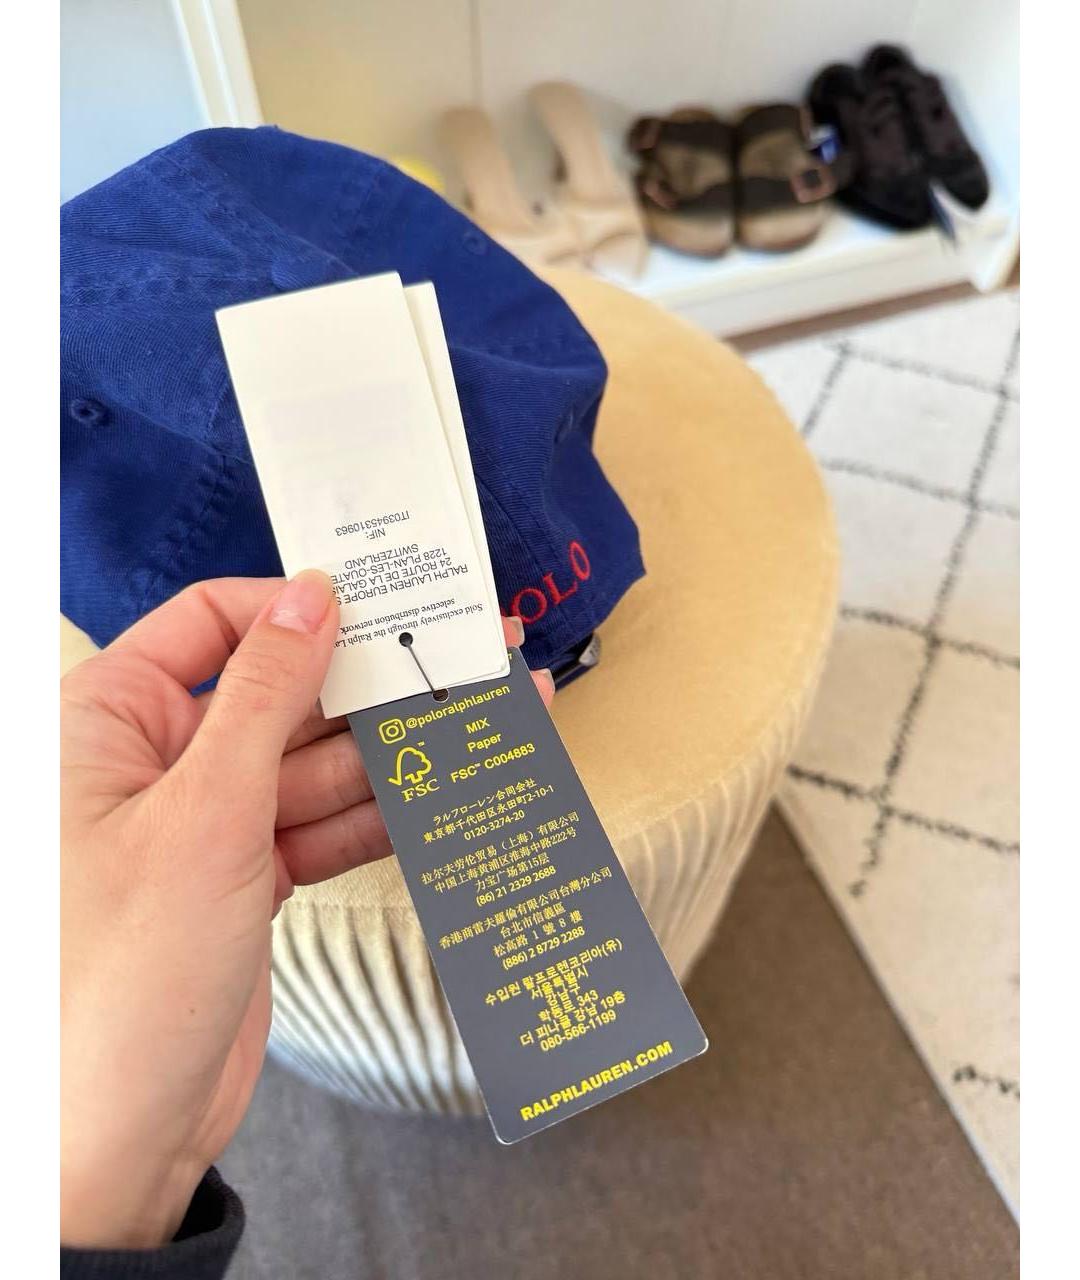 IT03945310963
NIF:
SWITZERLAND
1228 PLAN-LES-OUATE
24 ROUTE DE LA GALAIS
RALPH LAUREN EUROPE S
selective distribution network.
Sold exclusively through the Ralph
POLO
@poloralphlauren
MIX
Paper
FSC™ C004883
FSC
ラルフローレン合同会社
東京都千代田区永田町2-10-1
0120-3274-20
拉尔夫劳伦贸易（上海）有限公司
中国上海黄浦区淮海中路222号
力宝广场第15层
(86) 21 2329 2688
香港商雷夫羅倫有限公司台灣分公司
台北市信義區
松高路 1 號 8 樓
(886) 2 8729 2288
수입원 랄프로렌코리아(유)
서울특별시
강남구
학동로 343
더 피나클 강남 19층
080-566-1199
RALPHLAUREN.COM